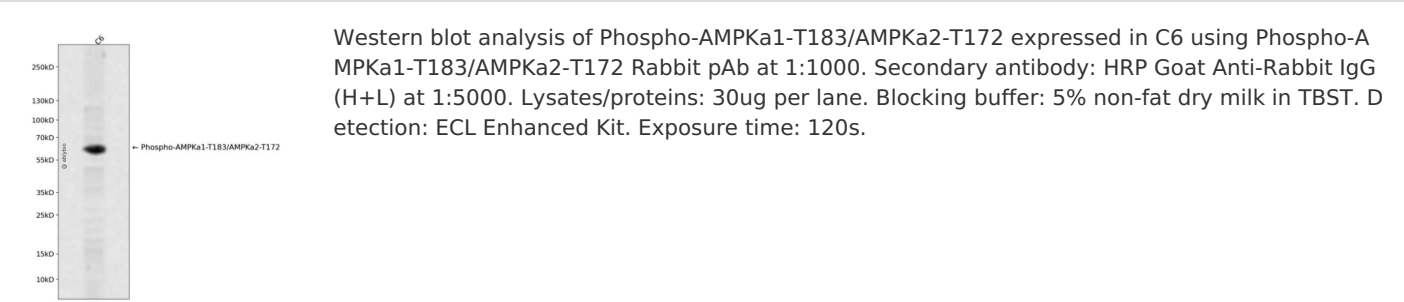 C6
250kD
130kD
100kD
70kD
55kD
35kD
25kD
15kD
10kD
@ abybio
← Phospho-AMPKa1-T183/AMPKa2-T172
Western blot analysis of Phospho-AMPKa1-T183/AMPKa2-T172 expressed in C6 using Phospho-A
MPKa1-T183/AMPKa2-T172 Rabbit pAb at 1:1000. Secondary antibody: HRP Goat Anti-Rabbit IgG
(H+L) at 1:5000. Lysates/proteins: 30ug per lane. Blocking buffer: 5% non-fat dry milk in TBST. D
etection: ECL Enhanced Kit. Exposure time: 120s.